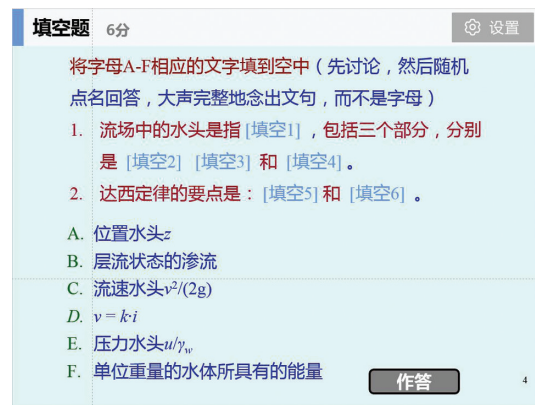 填空题 6分 设置
将字母A-F相应的文字填到空中（先讨论，然后随机
点名回答，大声完整地念出文句，而不是字母）
1. 流场中的水头是指[填空1]，包括三个部分，分别
是 [填空2] [填空3] 和 [填空4]。
2. 达西定律的要点是：[填空5]和 [填空6] 。
A. 位置水头z
B. 层流状态的渗流
C. 流速水头v²/(2g)
D. v = k·i
E. 压力水头u/γw
F. 单位重量的水体所具有的能量
作答
4